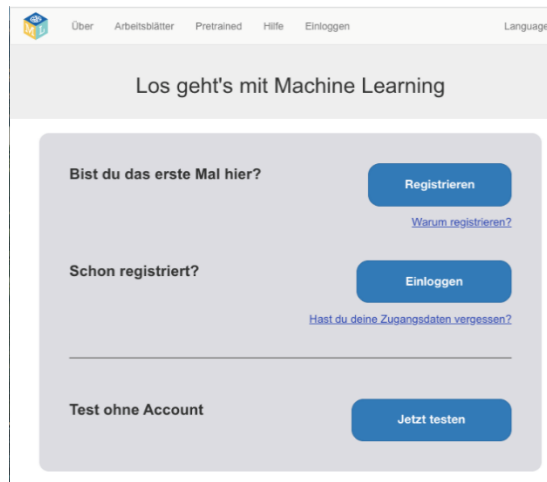 Über Arbeitsblätter Pretrained Hilfe Einloggen Language
Los geht's mit Machine Learning
Bist du das erste Mal hier?
Registrieren
Warum registrieren?
Schon registriert?
Einloggen
Hast du deine Zugangsdaten vergessen?
Test ohne Account
Jetzt testen